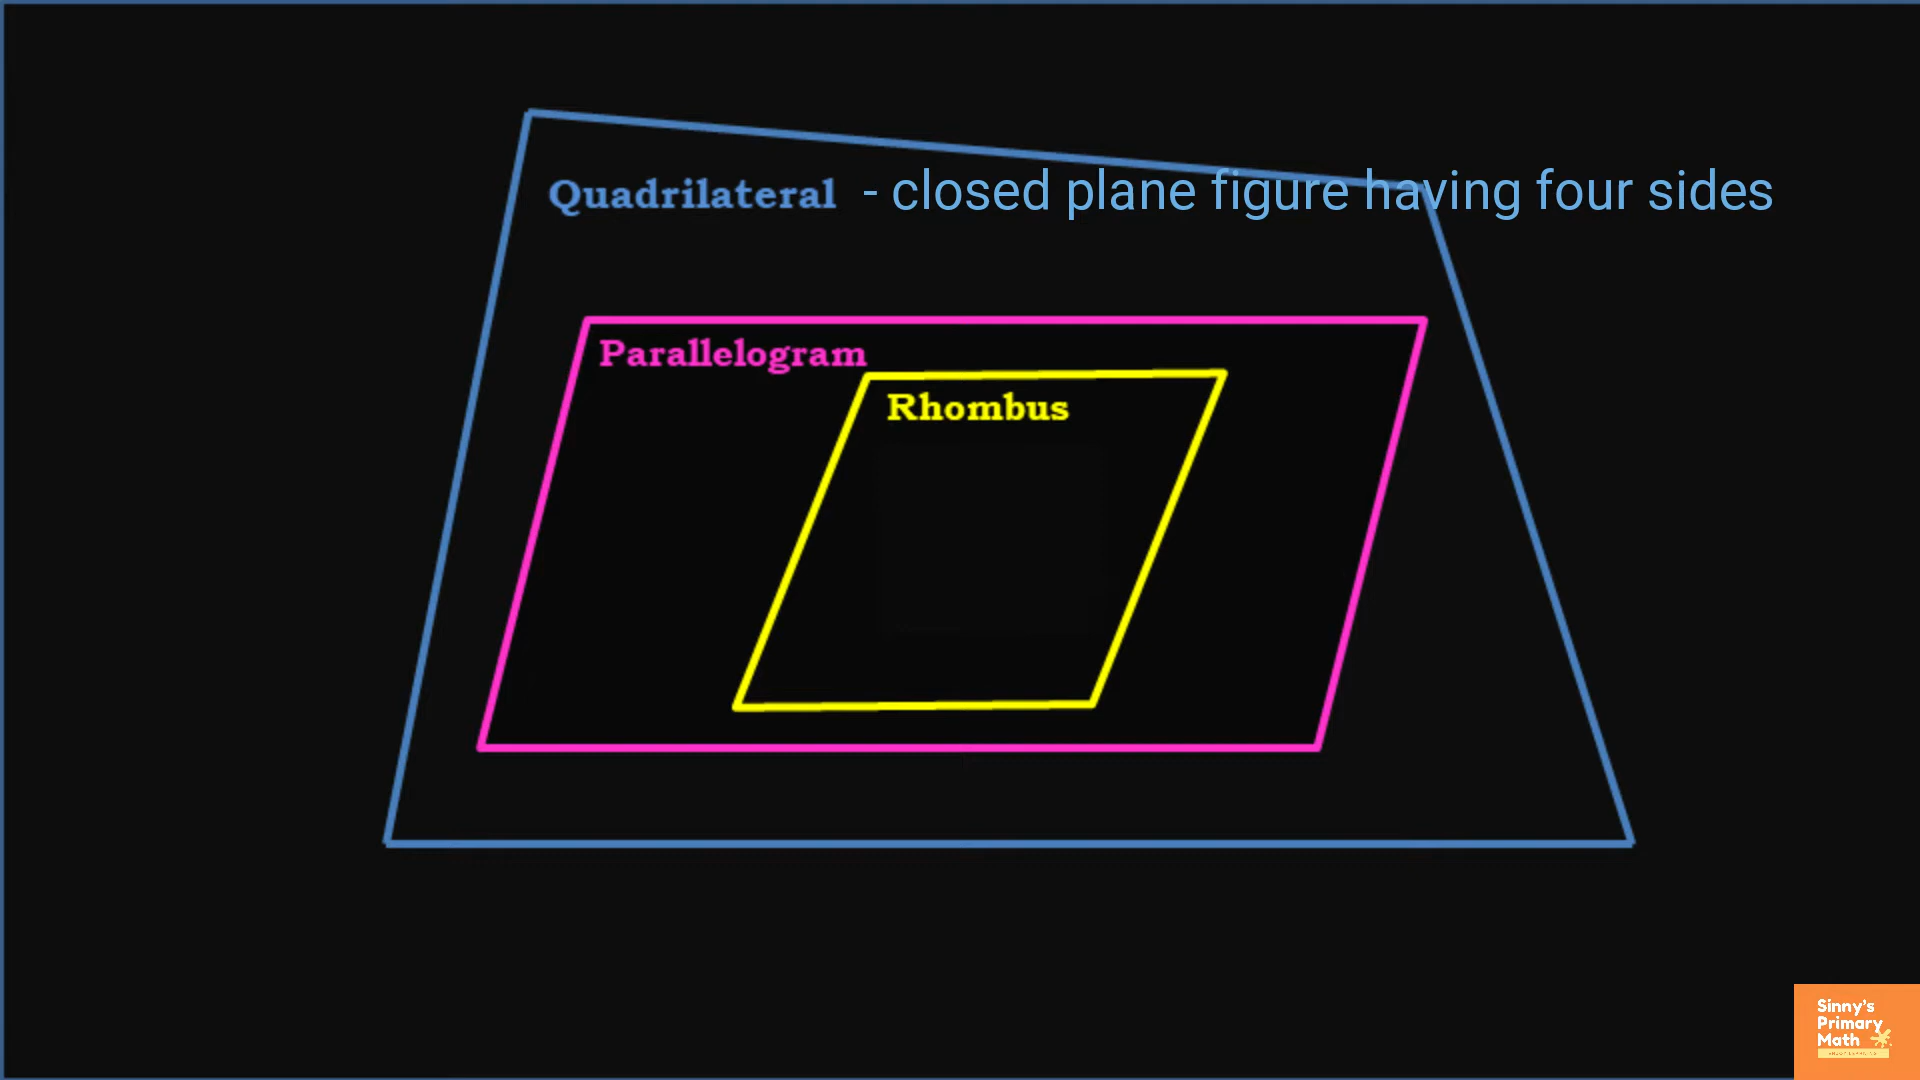 Quadrilateral - closed plane figure having four sides
Parallelogram
Rhombus
Sinny's
Primary
Math